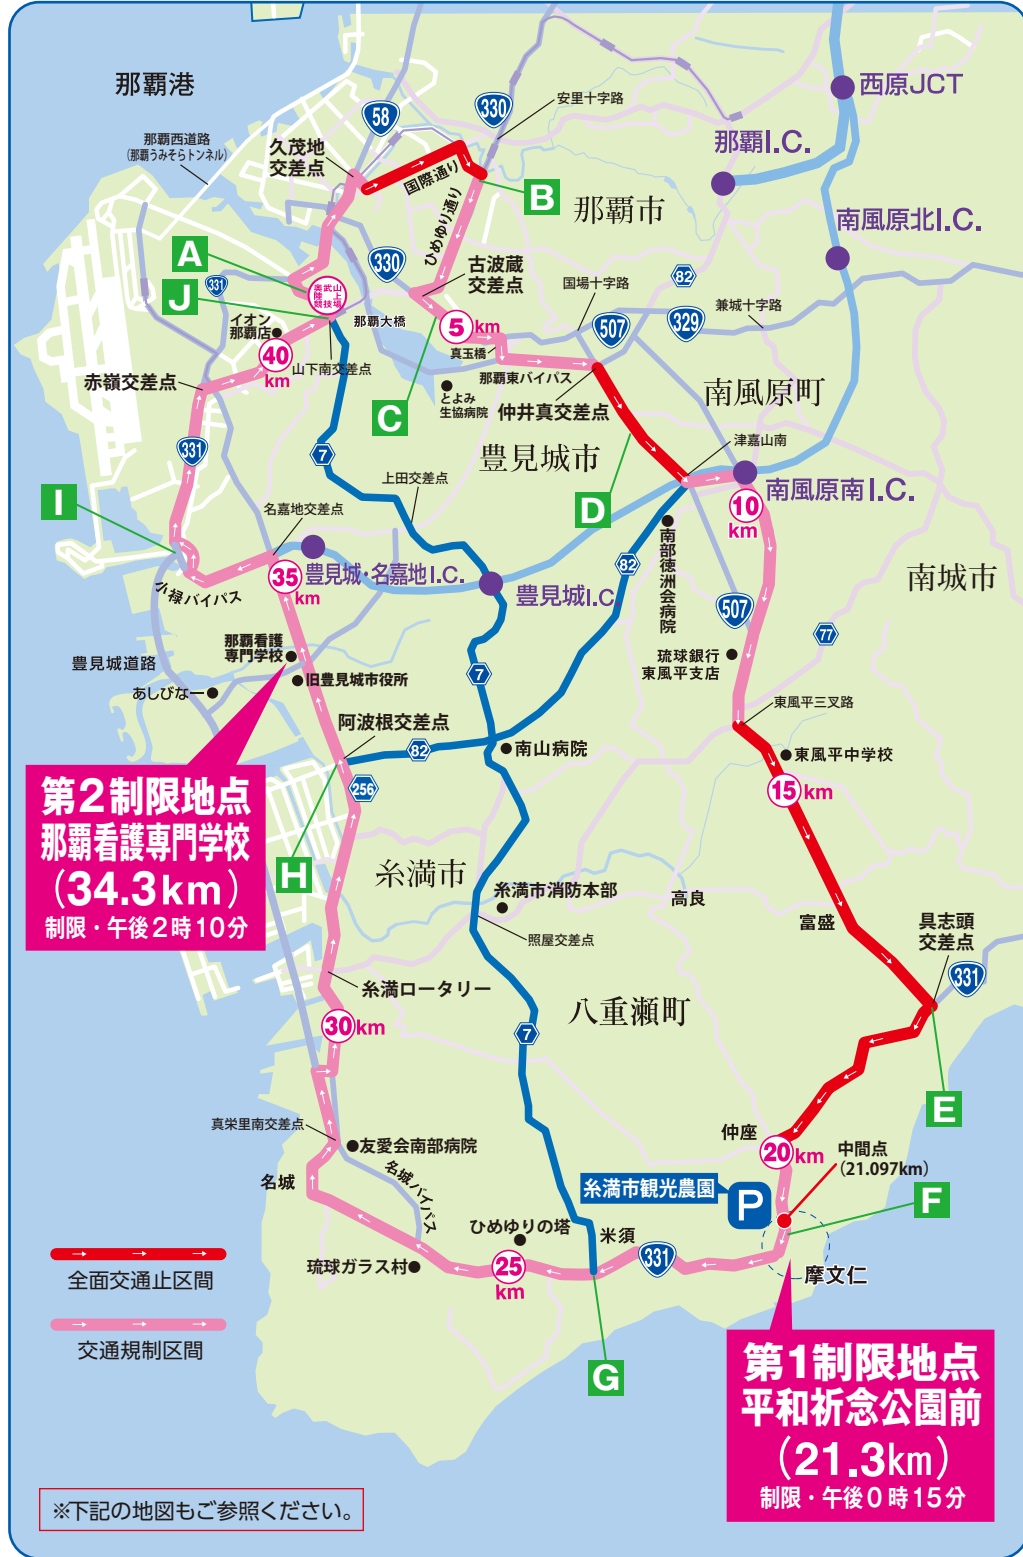 那覇港
那覇西道路
(那覇うみそらトンネル)
58
330
安里十字路
西原JCT
久茂地
交差点
国際通り
那覇I.C.
B
ひめゆり通り
那覇市
南風原北I.C.
A
331
J
奥武山
陸上
競技場
330
古波蔵
交差点
82
国場十字路
兼城十字路
イオン
那覇店
那覇大橋
5km
507
329
真玉橋
40
km
山下南交差点
赤嶺交差点
とよみ
生協病院
那覇東バイパス
C
仲井真交差点
南風原町
331
7
豊見城市
津嘉山南
上田交差点
I
D
南風原南I.C.
10
km
名嘉地交差点
南部徳洲会病院
82
35
km
豊見城・名嘉地I.C.
豊見城I.C.
南城市
小禄バイパス
507
77
那覇看護
専門学校
豊見城道路
琉球銀行
東風平支店
7
旧豊見城市役所
あしびなー
東風平三叉路
阿波根交差点
82
南山病院
東風平中学校
第2制限地点
那覇看護専門学校
(34.3km)
制限・午後2時10分
256
15km
H
糸満市
糸満市消防本部
高良
富盛
具志頭
交差点
照屋交差点
331
糸満ロータリー
八重瀬町
30km
7
E
真栄里南交差点
友愛会南部病院
仲座
20km
中間点
(21.097km)
名城
名城バイパス
糸満市観光農園
P
F
ひめゆりの塔
米須
331
全面交通止区間
琉球ガラス村
25
km
摩文仁
交通規制区間
G
第1制限地点
平和祈念公園前
(21.3km)
制限・午後0時15分
※下記の地図もご参照ください。